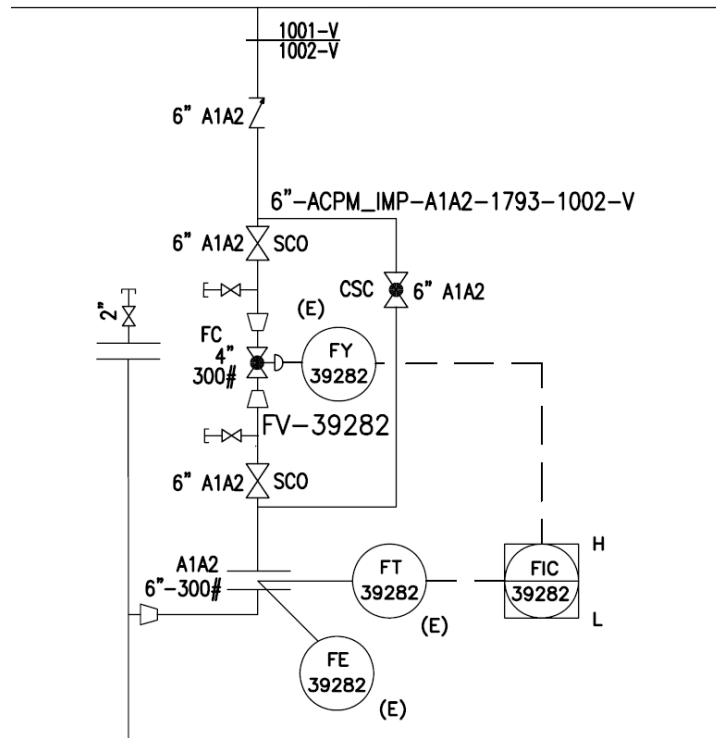 1001-V
1002-V
6" A1A2
6"-ACPM_IMP-A1A2-1793-1002-V
6" A1A2
SCO
CSC
6" A1A2
2"
(E)
FC
4"
300#
FY
39282
FV-39282
6" A1A2
SCO
A1A2
6"-300#
FT
39282
(E)
H
FIC
39282
L
FE
39282
(E)